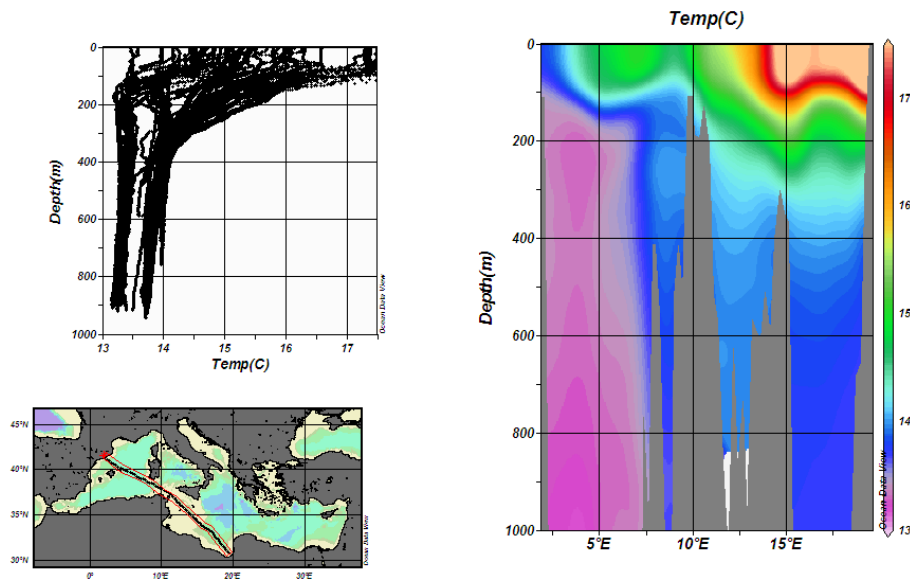 0
200
400
600
800
1000
Depth(m)
13
14
15
16
17
Temp(C)
Ocean Data View
45°N
40°N
35°N
30°N
0°
10°E
20°E
30°E
Ocean Data View
Temp(C)
0
200
400
600
800
1000
Depth(m)
5°E
10°E
15°E
17
16
15
14
13
Ocean Data View